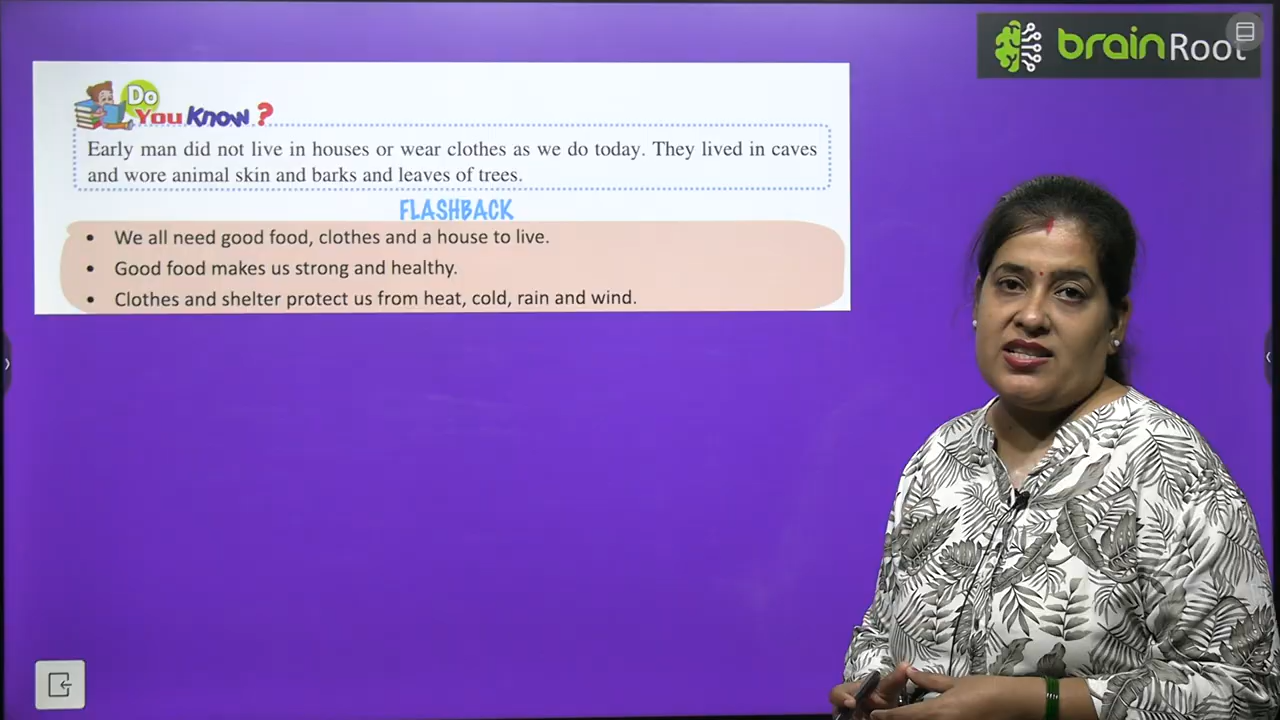 brainRoot
Do
You Know ?
Early man did not live in houses or wear clothes as we do today. They lived in caves
and wore animal skin and barks and leaves of trees.
FLASHBACK
• We all need good food, clothes and a house to live.
• Good food makes us strong and healthy.
• Clothes and shelter protect us from heat, cold, rain and wind.